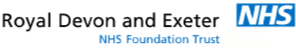 Royal Devon and Exeter NHS
NHS Foundation Trust